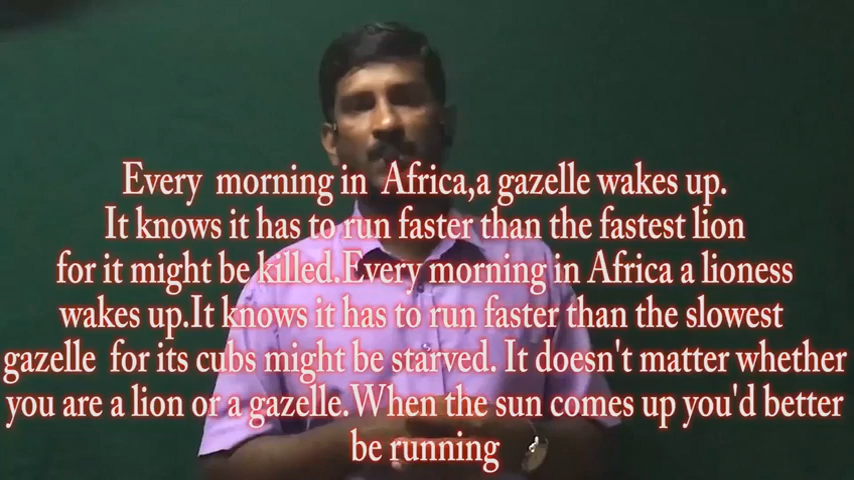 Every morning in Africa,a gazelle wakes up.
It knows it has to run faster than the fastest lion
for it might be killed.Every morning in Africa a lioness
wakes up.It knows it has to run faster than the slowest
gazelle for its cubs might be starved. It doesn't matter whether
you are a lion or a gazelle.When the sun comes up you'd better
be running